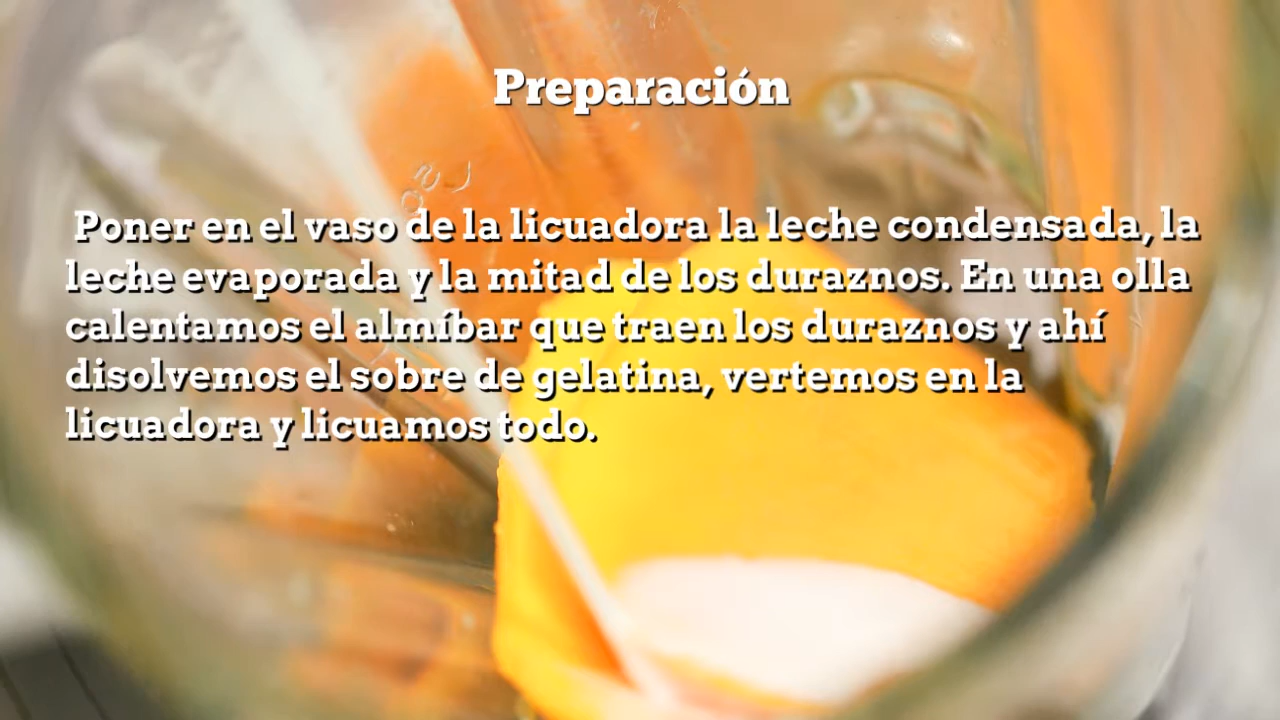 Preparación
Poner en el vaso de la licuadora la leche condensada, la
leche evaporada y la mitad de los duraznos. En una olla
calentamos el almíbar que traen los duraznos y ahí
disolvemos el sobre de gelatina, vertemos en la
licuadora y licuamos todo.